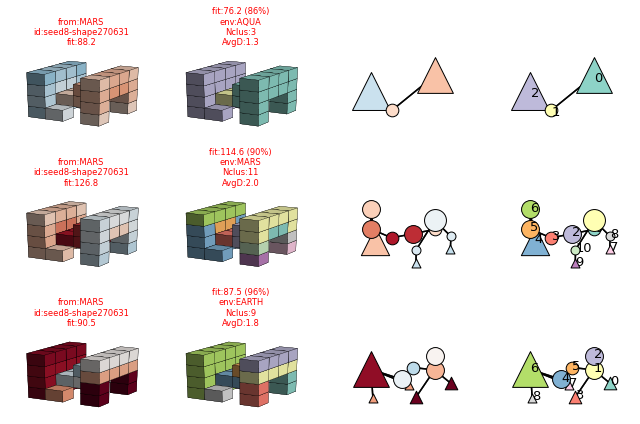 from:MARS
id:seed8-shape270631
fit:88.2
fit:76.2 (86%)
env:AQUA
Nclus:3
AvgD:1.3
0
2
1
from:MARS
id:seed8-shape270631
fit:126.8
fit:114.6 (90%)
env:MARS
Nclus:11
AvgD:2.0
6
5
2
8
3
4
10
7
9
from:MARS
id:seed8-shape270631
fit:90.5
fit:87.5 (96%)
env:EARTH
Nclus:9
AvgD:1.8
2
5
1
6
4
7
0
3
8